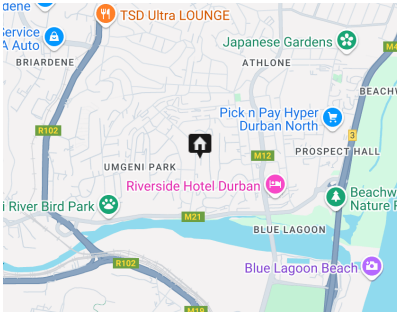 dene
TSD Ultra LOUNGE
Service
A Auto
Japanese Gardens
M4
BRIARDENE
ATHLONE
BEACHW
Pick n Pay Hyper
Durban North
R102
3
PROSPECT HALL
M12
UMGENI PARK
Riverside Hotel Durban
Beachw
Nature R
i River Bird Park
M21
BLUE LAGOON
R102
Blue Lagoon Beach
M19